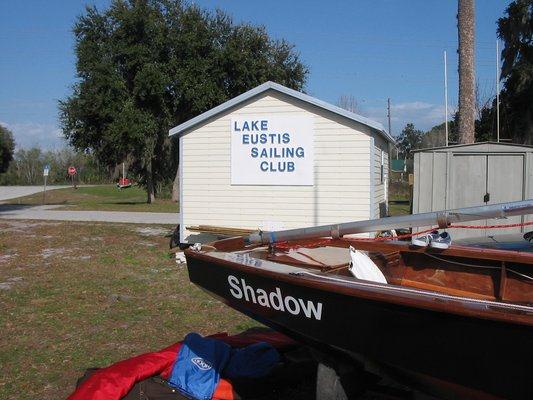 LAKE
EUSTIS
SAILING
CLUB
Shadow